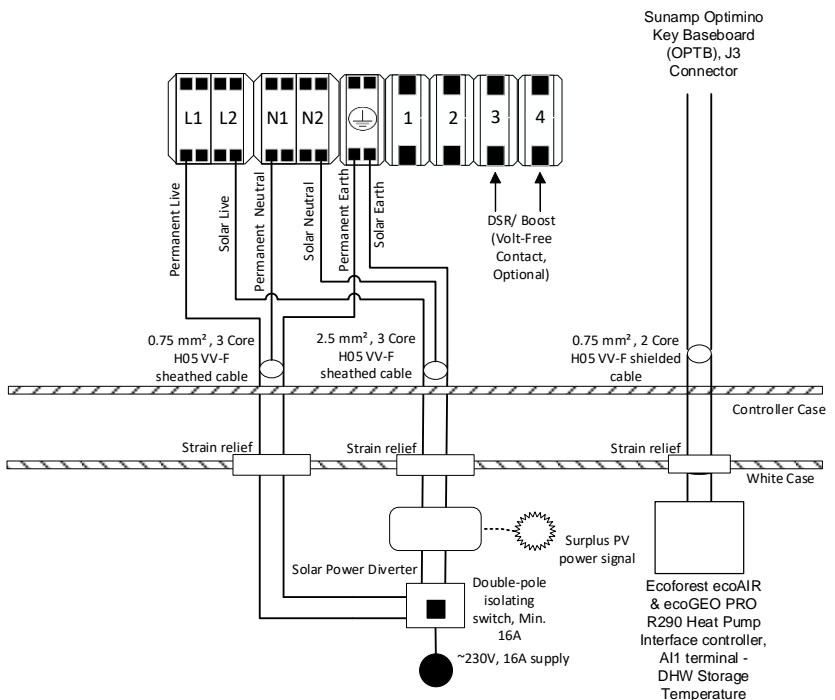 Sunamp Optimino
Key Baseboard
(OPTB), J3
Connector
L1
L2
N1
N2
1
2
3
4
Permanent Live
Solar Live
Permanent Neutral
Solar Neutral
Permanent Earth
Solar Earth
DSR/ Boost
(Volt-Free
Contact,
Optional)
0.75 mm², 3 Core
H05 VV-F
sheathed cable
2.5 mm², 3 Core
H05 VV-F
sheathed cable
0.75 mm², 2 Core
H05 VV-F shielded
cable
Controller Case
Strain relief
Strain relief
Strain relief
White Case
Surplus PV
power signal
Solar Power Diverter
Double-pole
isolating
switch, Min.
16A
~230V, 16A supply
Ecoforest ecoAIR
& ecoGEO PRO
R290 Heat Pump
Interface controller,
AI1 terminal -
DHW Storage
Temperature